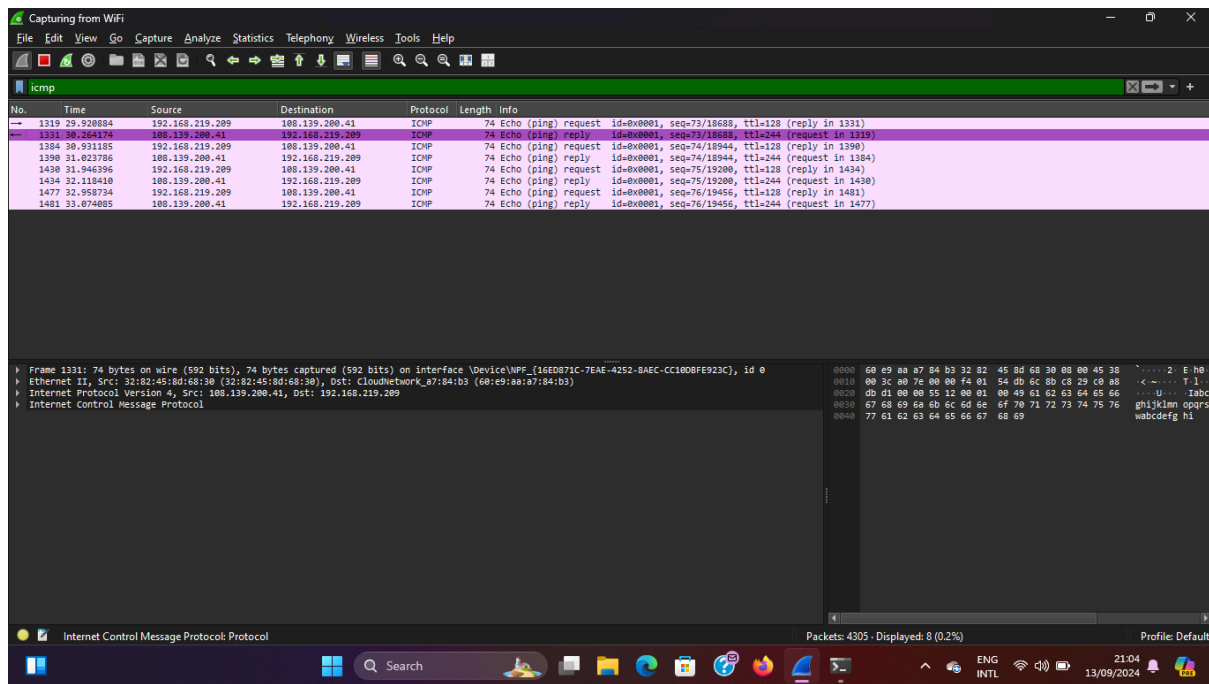 Capturing from WiFi
File Edit View Go Capture Analyze Statistics Telephony Wireless Tools Help
icmp
No. Time Source Destination Protocol Length Info
1319 29.920884 192.168.219.209 108.139.200.41 ICMP 74 Echo (ping) request id=0x0001, seq=73/18688, ttl=128 (reply in 1331)
1331 30.264174 108.139.200.41 192.168.219.209 ICMP 74 Echo (ping) reply id=0x0001, seq=73/18688, ttl=244 (request in 1319)
1384 30.931185 192.168.219.209 108.139.200.41 ICMP 74 Echo (ping) request id=0x0001, seq=74/18944, ttl=128 (reply in 1390)
1390 31.023786 108.139.200.41 192.168.219.209 ICMP 74 Echo (ping) reply id=0x0001, seq=74/18944, ttl=244 (request in 1384)
1430 31.946396 192.168.219.209 108.139.200.41 ICMP 74 Echo (ping) request id=0x0001, seq=75/19200, ttl=128 (reply in 1434)
1434 32.118410 108.139.200.41 192.168.219.209 ICMP 74 Echo (ping) reply id=0x0001, seq=75/19200, ttl=244 (request in 1430)
1477 32.958734 192.168.219.209 108.139.200.41 ICMP 74 Echo (ping) request id=0x0001, seq=76/19456, ttl=128 (reply in 1481)
1481 33.074085 108.139.200.41 192.168.219.209 ICMP 74 Echo (ping) reply id=0x0001, seq=76/19456, ttl=244 (request in 1477)
Frame 1331: 74 bytes on wire (592 bits), 74 bytes captured (592 bits) on interface \Device\NPF_{16ED871C-7EAE-4252-8AEC-CC10DBFE923C}, id 0
Ethernet II, Src: 32:82:45:8d:68:30 (32:82:45:8d:68:30), Dst: CloudNetwork_a7:84:b3 (60:e9:aa:a7:84:b3)
Internet Protocol Version 4, Src: 108.139.200.41, Dst: 192.168.219.209
Internet Control Message Protocol
0000 60 e9 aa a7 84 b3 32 82 45 8d 68 30 08 00 45 38 `·····2· E·h0·
0010 00 3c a0 7e 00 00 f4 01 54 db 6c 8b c8 29 c0 a8 ·<·~···· T·l·
0020 db d1 00 00 55 12 00 01 00 49 61 62 63 64 65 66 ····U··· ·Iabc
0030 67 68 69 6a 6b 6c 6d 6e 6f 70 71 72 73 74 75 76 ghijklmn opqrs
0040 77 61 62 63 64 65 66 67 68 69 wabcdefg hi
Internet Control Message Protocol: Protocol
Packets: 4305 · Displayed: 8 (0.2%)
Profile: Default
Search
ENG
INTL
21:04
13/09/2024
PRE